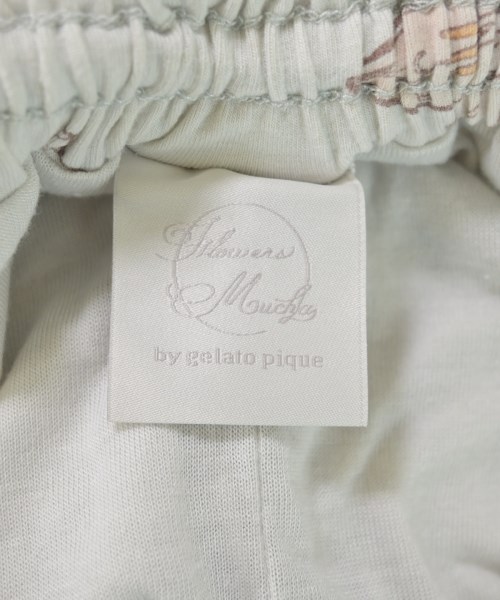 Flowers
Mucha
by gelato pique